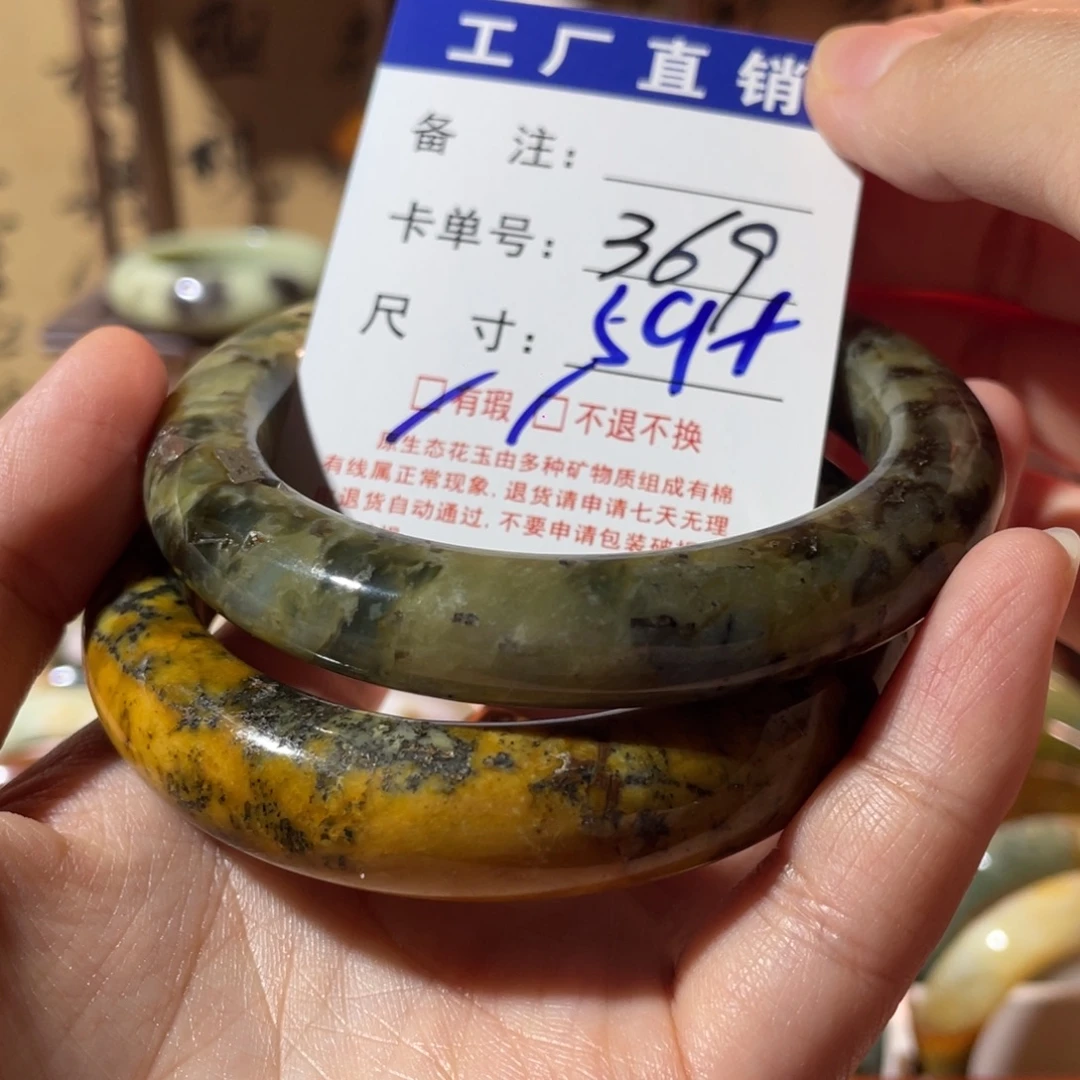 工厂直销
备 注:
卡单号: 369
尺 寸: 59+
□有瑕 □不退不换
原生态花玉由多种矿物质组成有棉
有线属正常现象, 退货请申请七天无理
退货自动通过, 不要申请包装破